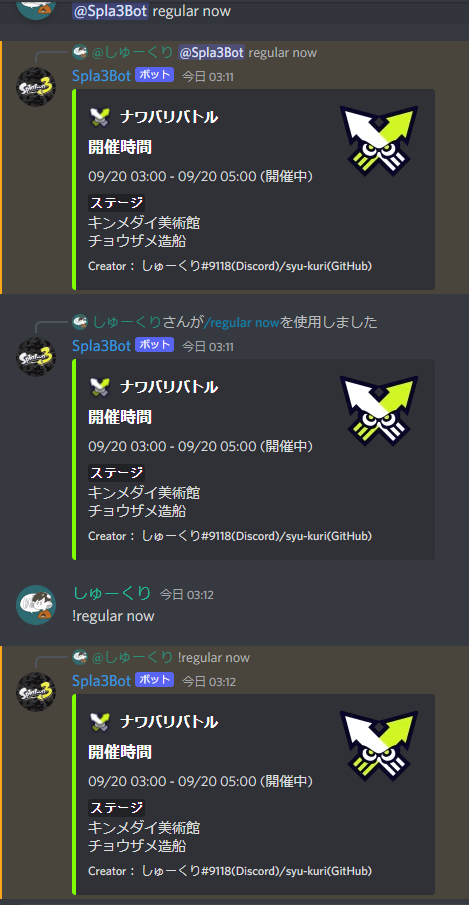 @Spla3Bot regular now
@しゅーくり @Spla3Bot regular now
Spla3Bot ボット 今日 03:11
ナワバリバトル
開催時間
09/20 03:00 - 09/20 05:00 (開催中)
ステージ
キンメダイ美術館
チョウザメ造船
Creator： しゅーくり#9118(Discord)/syu-kuri(GitHub)
しゅーくりさんが/regular nowを使用しました
Spla3Bot ボット 今日 03:11
ナワバリバトル
開催時間
09/20 03:00 - 09/20 05:00 (開催中)
ステージ
キンメダイ美術館
チョウザメ造船
Creator： しゅーくり#9118(Discord)/syu-kuri(GitHub)
しゅーくり 今日 03:12
!regular now
@しゅーくり !regular now
Spla3Bot ボット 今日 03:12
ナワバリバトル
開催時間
09/20 03:00 - 09/20 05:00 (開催中)
ステージ
キンメダイ美術館
チョウザメ造船
Creator： しゅーくり#9118(Discord)/syu-kuri(GitHub)